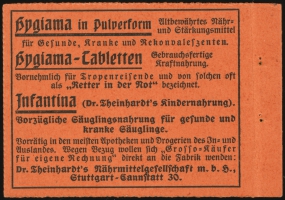 Hygiama in Pulverform Altbewährtes Nähr- und Stärkungsmittel
für Gesunde, Kranke und Rekonvaleszenten.
Hygiama-Tabletten Gebrauchsfertige Kraftnahrung.
Vornehmlich für Tropenreisende und von solchen oft
als „Retter in der Not" bezeichnet.
Infantina (Dr. Theinhardt's Kindernahrung).
Vorzügliche Säuglingsnahrung für gesunde und
kranke Säuglinge.
Vorrätig in den meisten Apotheken und Drogerien des In- und
Auslandes. Wegen Bezug wollen sich „Grosso-Käufer
für eigene Rechnung" direkt an die Fabrik wenden:
Dr. Theinhardt's Nährmittelgesellschaft m. b. H.,
Stuttgart-Cannstatt 30.